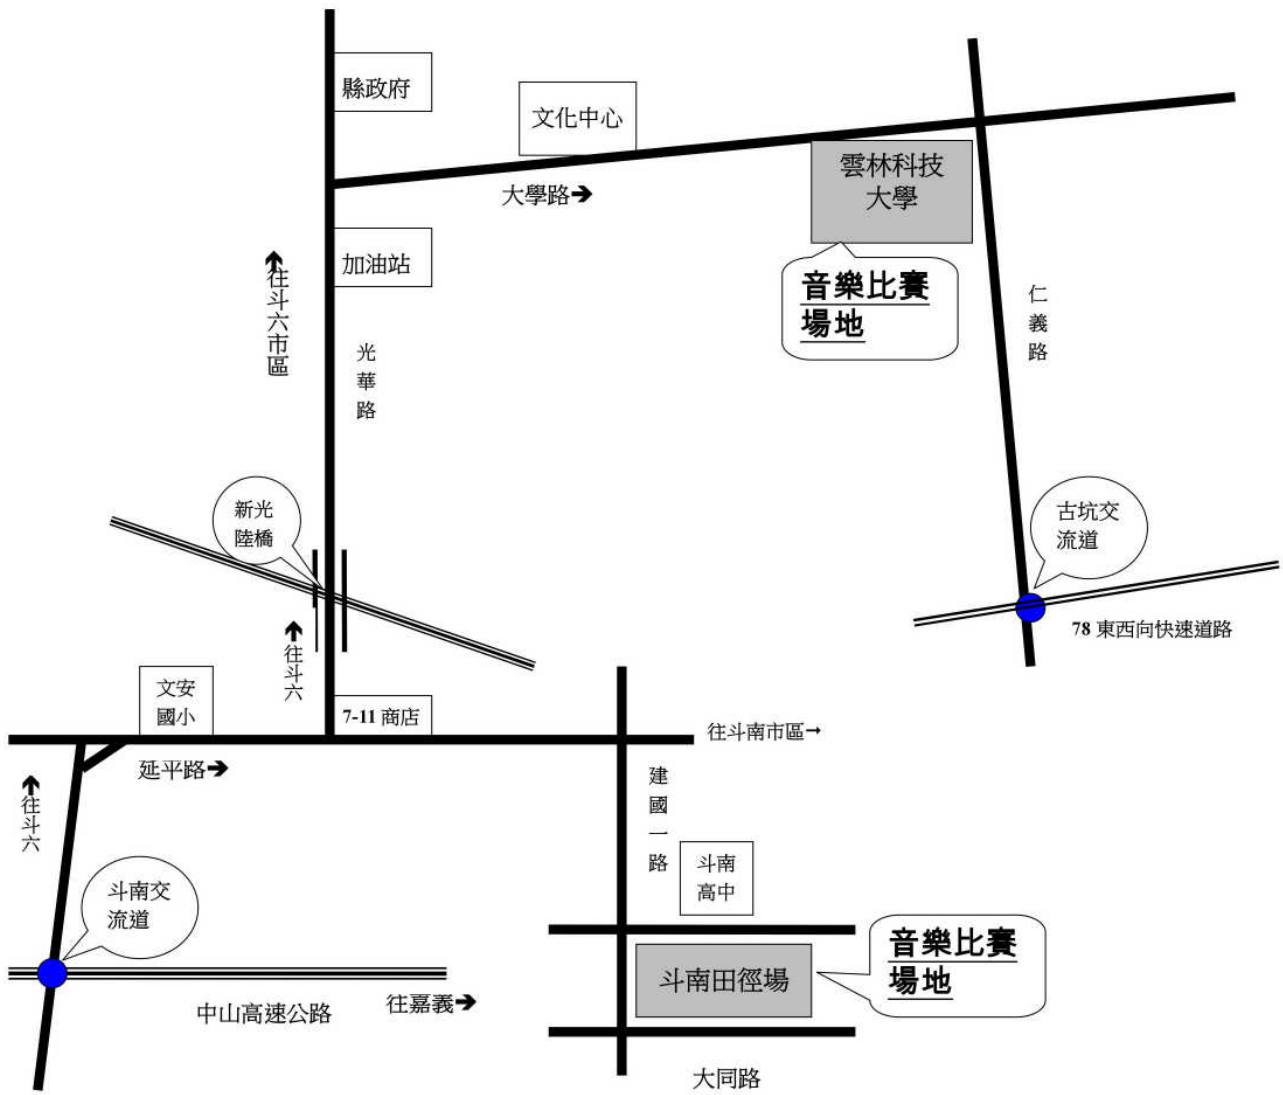 縣政府
文化中心
雲林科技
大學
大學路➔
加油站
往斗六市區
音樂比賽
場地
仁義路
光華路
新光
陸橋
古坑交
流道
78 東西向快速道路
往斗六
文安
國小
7-11 商店
往斗南市區→
延平路➔
建國一路
往斗六
斗南
高中
斗南交
流道
音樂比賽
場地
斗南田徑場
往嘉義➔
中山高速公路
大同路